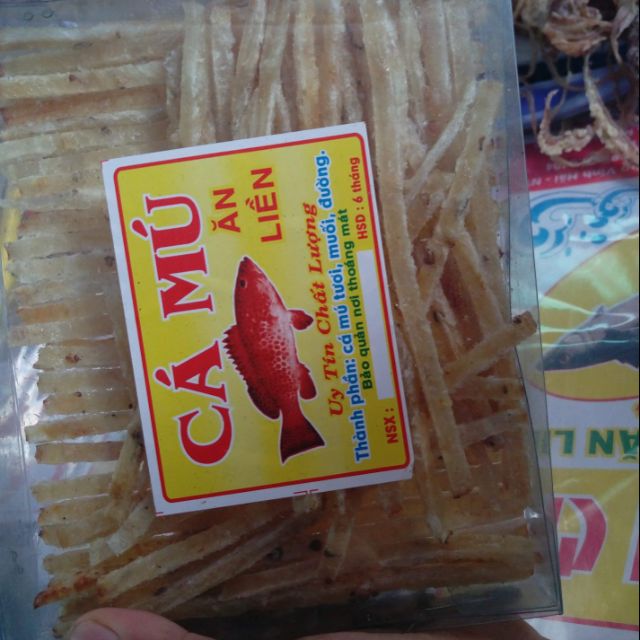 CÁ MÚ
ĂN
LIỀN
Uy Tín Chất Lượng
Thành phần: cá mú tươi, muối, đường.
Bảo quản nơi thoáng mát
HSD: 6 tháng
NSX: